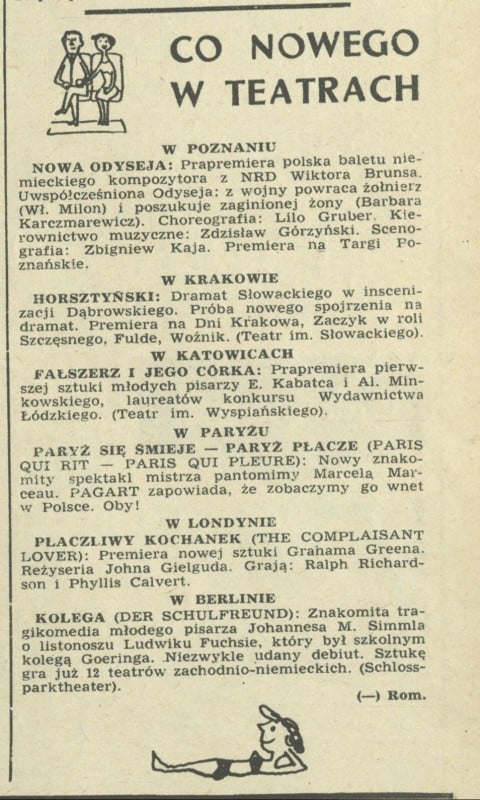 CO NOWEGO
W TEATRACH
W POZNANIU
NOWA ODYSEJA: Prapremiera polska baletu nie-
mieckiego kompozytora z NRD Wiktora Brunsa.
Uwspółcześniona Odyseja: z wojny powraca żołnierz
(Wł. Milon) i poszukuje zaginionej żony (Barbara
Karczmarewicz). Choreografia: Lilo Gruber. Kie-
rownictwo muzyczne: Zdzisław Górzyński. Sceno-
grafia: Zbigniew Kaja. Premiera na Targi Po-
znańskie.
W KRAKOWIE
HORSZTYŃSKI: Dramat Słowackiego w insceni-
zacji Dąbrowskiego. Próba nowego spojrzenia na
dramat. Premiera na Dni Krakowa, Zaczyk w roli
Szczęsnego, Fulde, Woźnik. (Teatr im. Słowackiego).
W KATOWICACH
FAŁSZERZ I JEGO CÓRKA: Prapremiera pierw-
szej sztuki młodych pisarzy E. Kabatca i Al. Min-
kowskiego, laureatów konkursu Wydawnictwa
Łódzkiego. (Teatr im. Wyspiańskiego).
W PARYŻU
PARYŻ SIĘ ŚMIEJE — PARYŻ PŁACZE (PARIS
QUI RIT — PARIS QUI PLEURE): Nowy znako-
mity spektakl mistrza pantomimy Marcela Mar-
ceau. PAGART zapowiada, że zobaczymy go wnet
w Polsce. Oby!
W LONDYNIE
PŁACZLIWY KOCHANEK (THE COMPLAISANT
LOVER): Premiera nowej sztuki Grahama Greena.
Reżyseria Johna Gielguda. Grają: Ralph Richard-
son i Phyllis Calvert.
W BERLINIE
KOLEGA (DER SCHULFREUND): Znakomita tra-
gikomedia młodego pisarza Johannesa M. Simmla
o listonoszu Ludwiku Fuchsie, który był szkolnym
kolegą Goeringa. Niezwykle udany debiut. Sztukę
gra już 12 teatrów zachodnio-niemieckich. (Schloss-
parktheater).
(—) Rom.